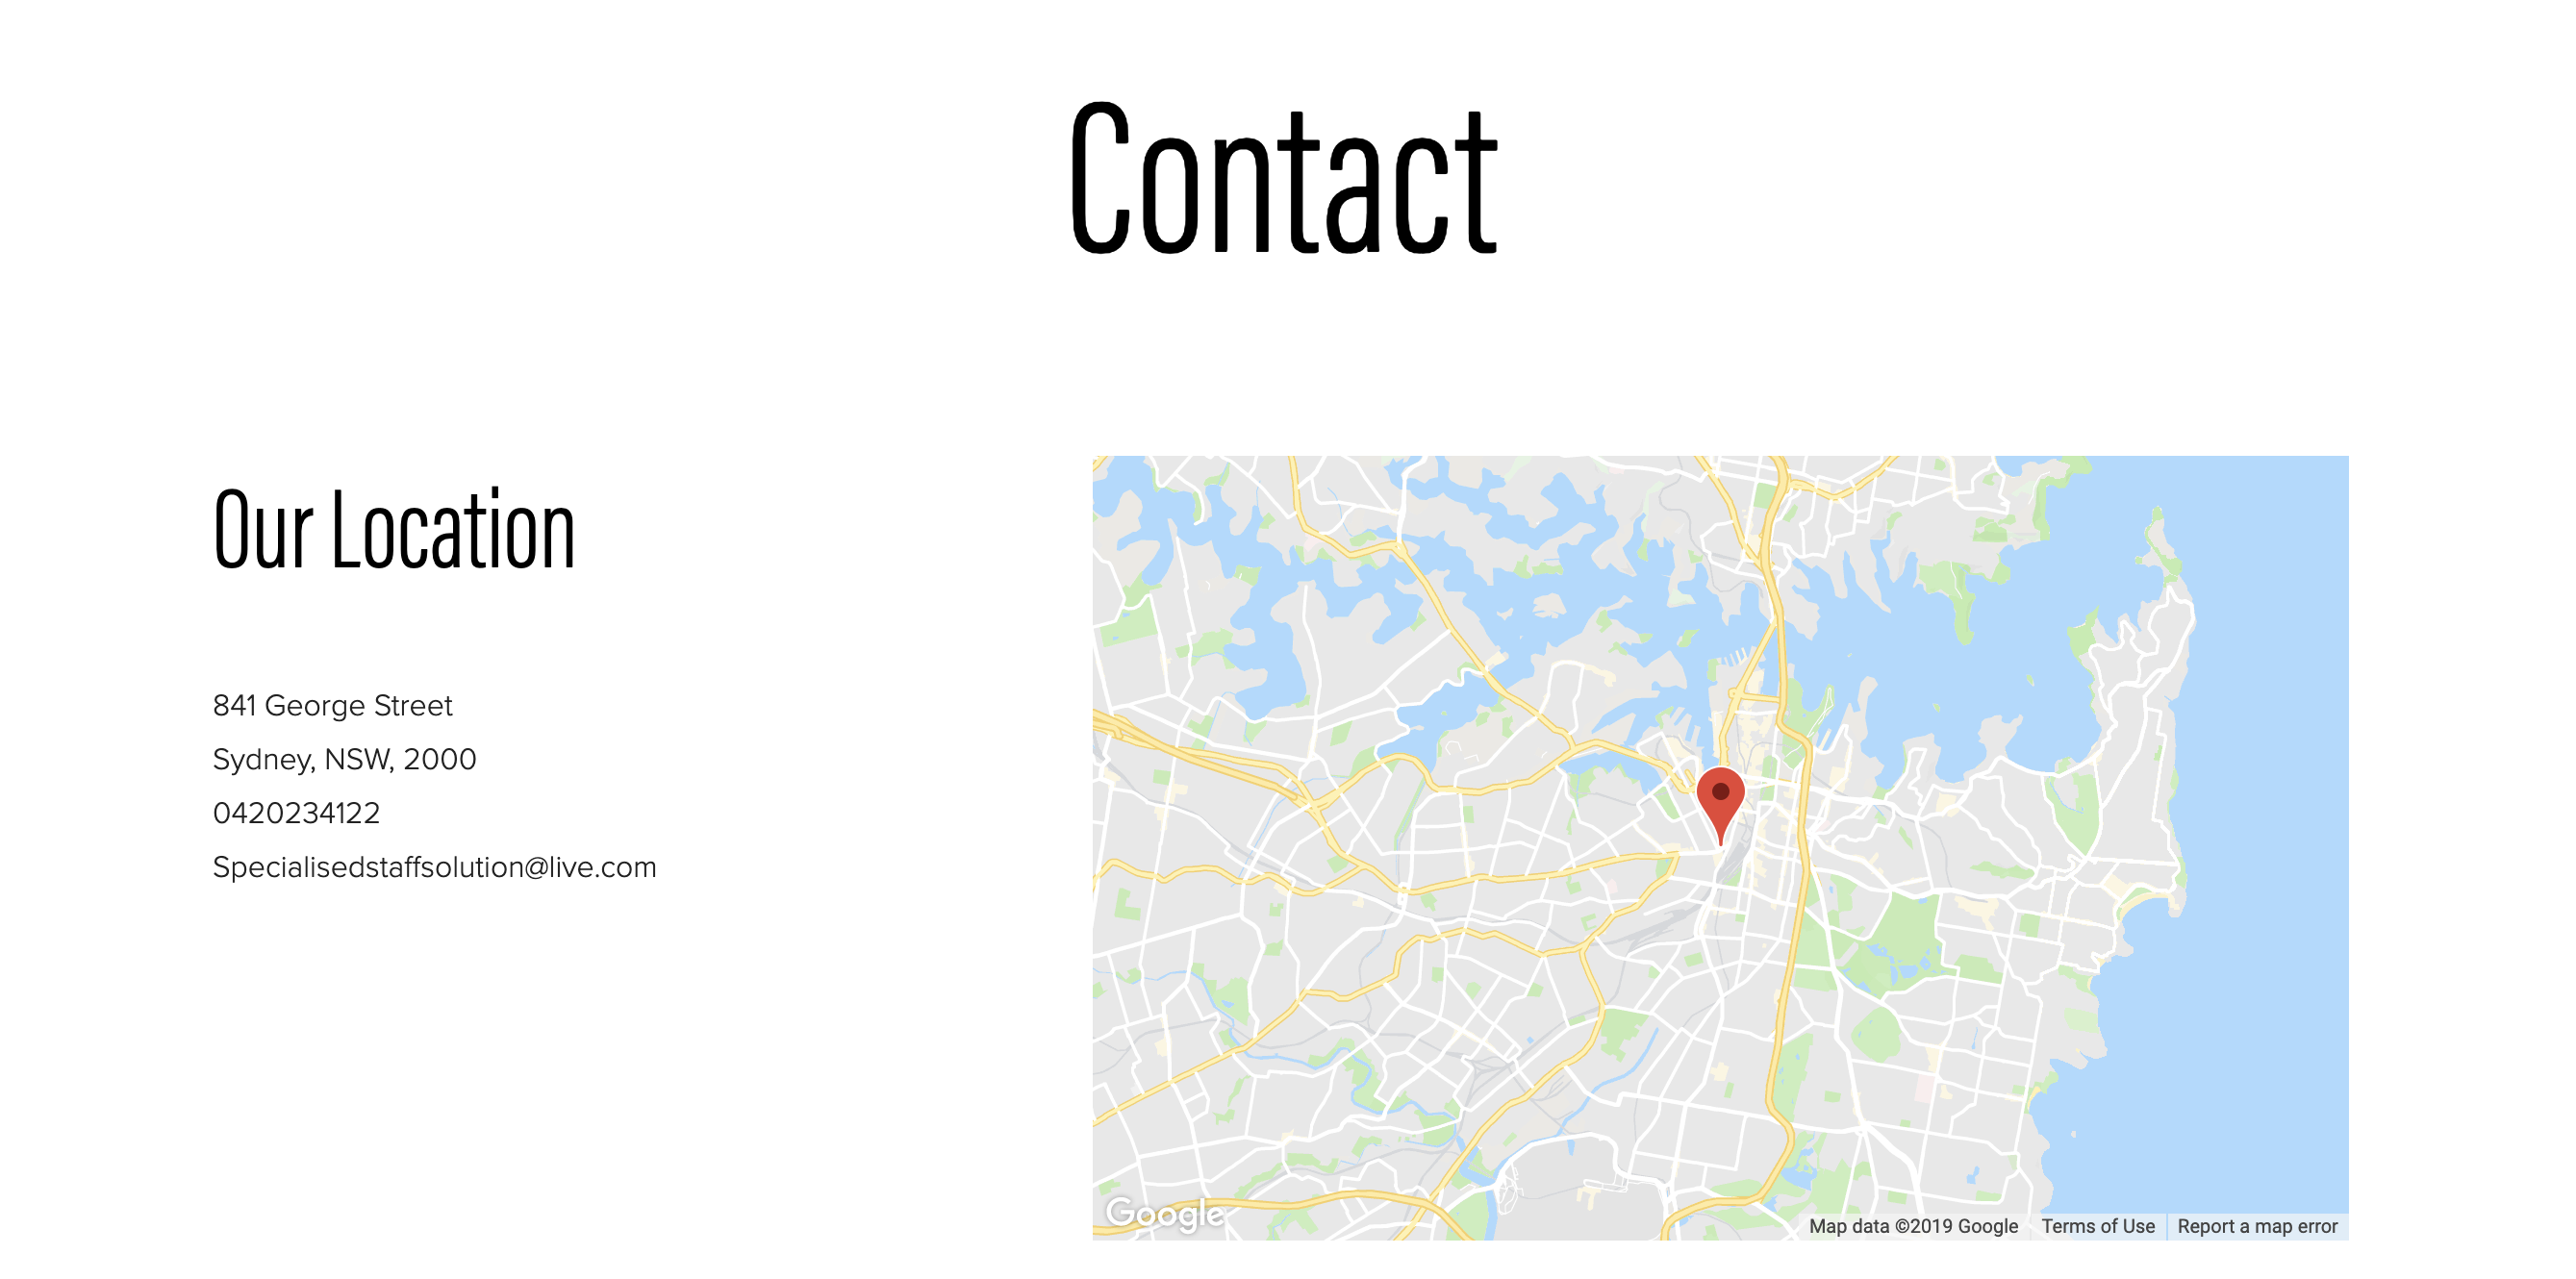 Contact
Our Location
841 George Street
Sydney, NSW, 2000
0420234122
Specialisedstaffsolution@live.com
Google
Map data ©2019 Google
Terms of Use
Report a map error